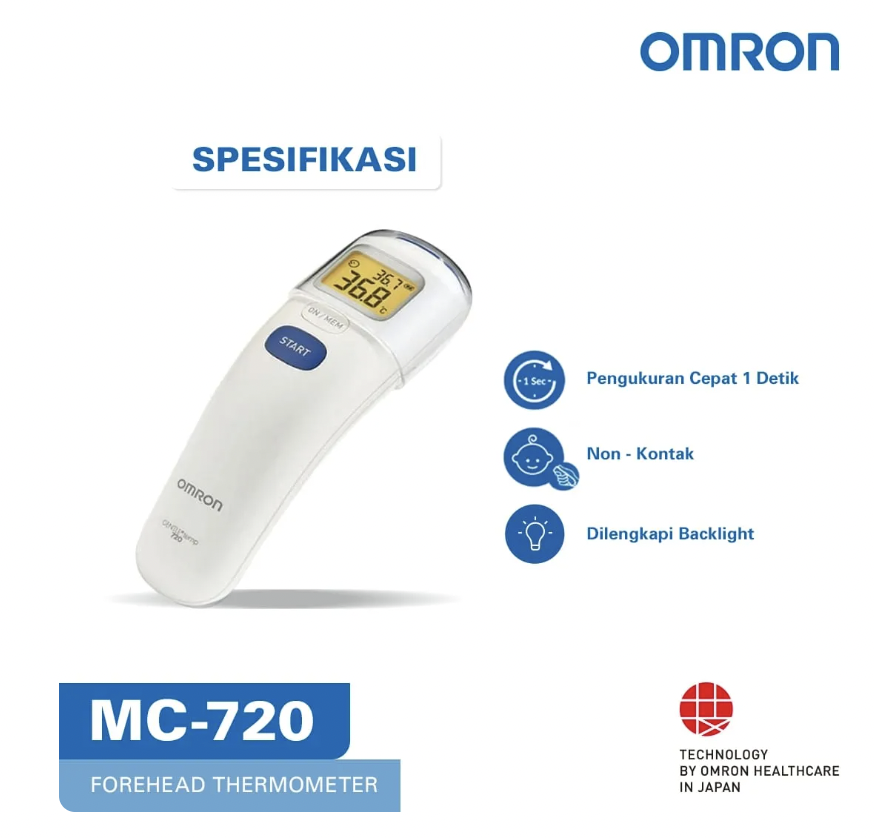 OMRON
SPESIFIKASI
36.7
36.8
°C
ON / MEM
START
1 Sec
Pengukuran Cepat 1 Detik
Non - Kontak
Dilengkapi Backlight
OMRON
720
MC-720
FOREHEAD THERMOMETER
TECHNOLOGY
BY OMRON HEALTHCARE
IN JAPAN